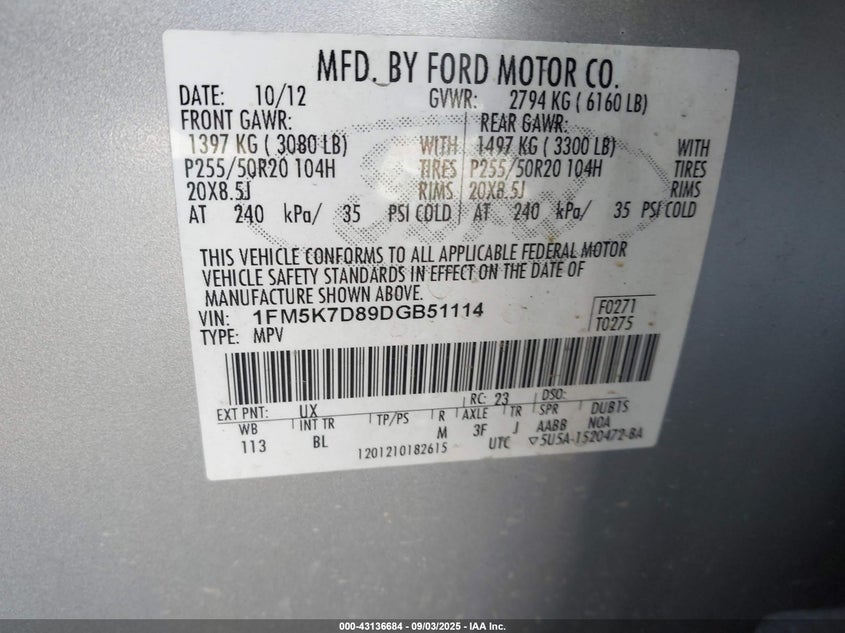 MFD. BY FORD MOTOR CO.
DATE: 10/12 GVWR: 2794 KG ( 6160 LB)
FRONT GAWR: REAR GAWR:
1397 KG ( 3080 LB) WITH 1497 KG ( 3300 LB) WITH
P255/50R20 104H TIRES P255/50R20 104H TIRES
20X8.5J RIMS 20X8.5J RIMS
AT 240 kPa/ 35 PSI COLD AT 240 kPa/ 35 PSI COLD
THIS VEHICLE CONFORMS TO ALL APPLICABLE FEDERAL MOTOR
VEHICLE SAFETY STANDARDS IN EFFECT ON THE DATE OF
MANUFACTURE SHOWN ABOVE.
VIN: 1FM5K7D89DGB51114 F0271
TYPE: MPV T0275
EXT PNT: UX RC: 23 DSO:
WB INT TR TP/PS R AXLE TR SPR DUBTS
113 BL M 3F J AABB NOA
1201210182615 UTC ▽5U5A-1520472-BA
000-43136684 - 09/03/2025 - IAA Inc.